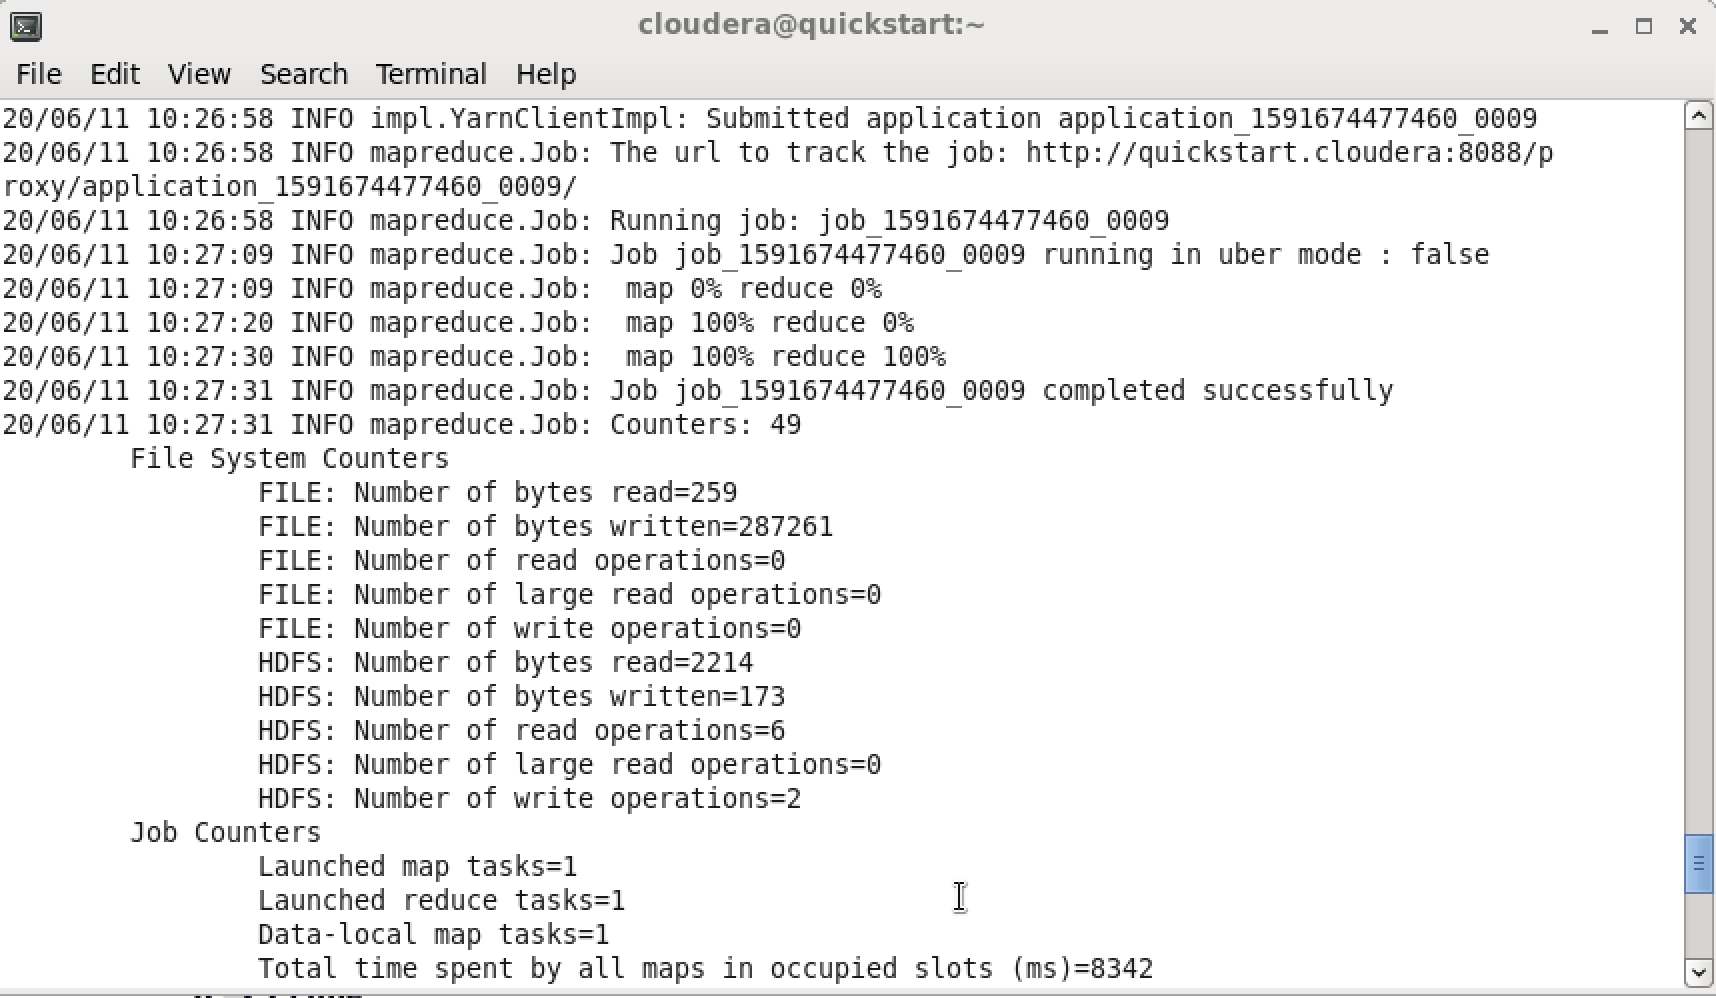 cloudera@quickstart:~
File Edit View Search Terminal Help
20/06/11 10:26:58 INFO impl.YarnClientImpl: Submitted application application_1591674477460_0009
20/06/11 10:26:58 INFO mapreduce.Job: The url to track the job: http://quickstart.cloudera:8088/p
roxy/application_1591674477460_0009/
20/06/11 10:26:58 INFO mapreduce.Job: Running job: job_1591674477460_0009
20/06/11 10:27:09 INFO mapreduce.Job: Job job_1591674477460_0009 running in uber mode : false
20/06/11 10:27:09 INFO mapreduce.Job:  map 0% reduce 0%
20/06/11 10:27:20 INFO mapreduce.Job:  map 100% reduce 0%
20/06/11 10:27:30 INFO mapreduce.Job:  map 100% reduce 100%
20/06/11 10:27:31 INFO mapreduce.Job: Job job_1591674477460_0009 completed successfully
20/06/11 10:27:31 INFO mapreduce.Job: Counters: 49
File System Counters
FILE: Number of bytes read=259
FILE: Number of bytes written=287261
FILE: Number of read operations=0
FILE: Number of large read operations=0
FILE: Number of write operations=0
HDFS: Number of bytes read=2214
HDFS: Number of bytes written=173
HDFS: Number of read operations=6
HDFS: Number of large read operations=0
HDFS: Number of write operations=2
Job Counters
Launched map tasks=1
Launched reduce tasks=1
Data-local map tasks=1
Total time spent by all maps in occupied slots (ms)=8342